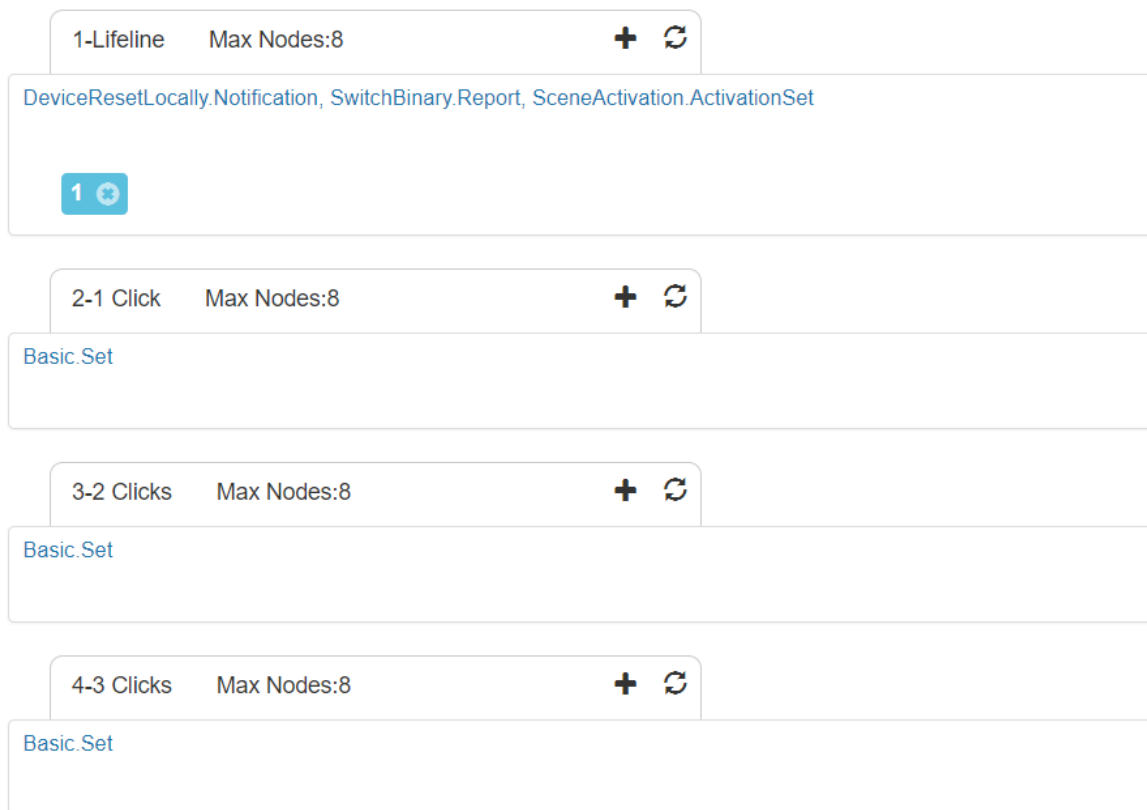 1-Lifeline Max Nodes:8
DeviceResetLocally.Notification, SwitchBinary.Report, SceneActivation.ActivationSet
1
2-1 Click Max Nodes:8
Basic.Set
3-2 Clicks Max Nodes:8
Basic.Set
4-3 Clicks Max Nodes:8
Basic.Set